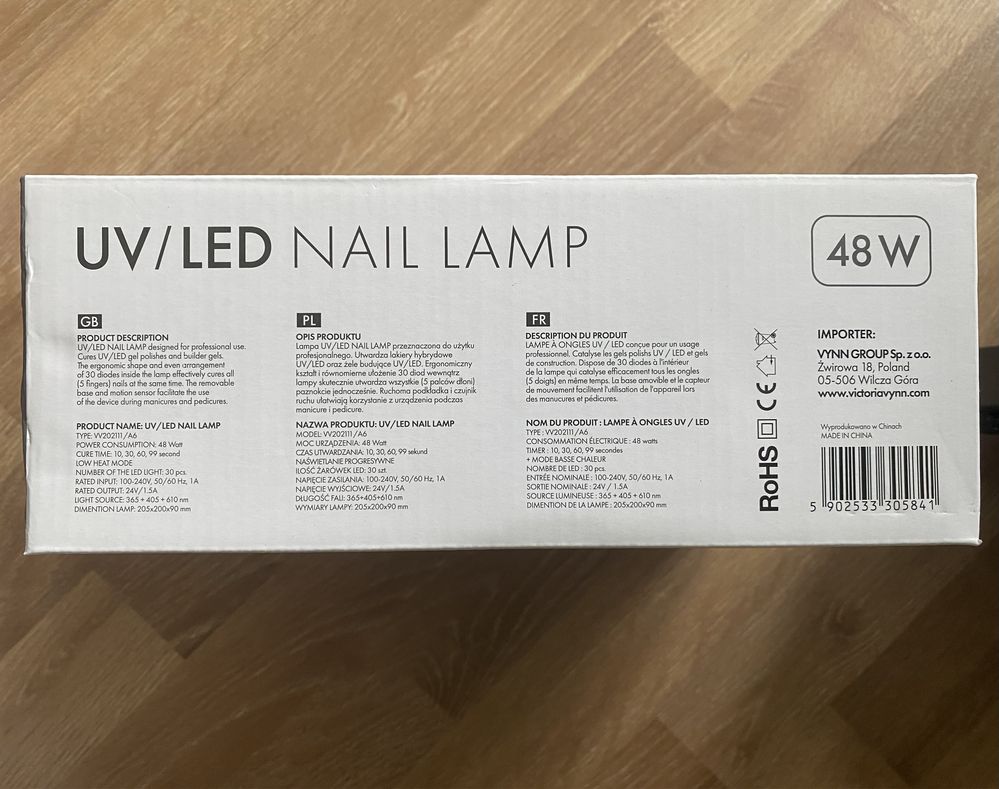 UV/LED NAIL LAMP
48 W
GB
PRODUCT DESCRIPTION
UV/LED NAIL LAMP designed for professional use.
Cures UV/LED gel polishes and builder gels.
The ergonomic shape and even arrangement
of 30 diodes inside the lamp effectively cures all
(5 fingers) nails at the same time. The removable
base and motion sensor facilitate the use
of the device during manicures and pedicures.
PRODUCT NAME: UV/LED NAIL LAMP
TYPE: VV202111/A6
POWER CONSUMPTION: 48 Watt
CURE TIME: 10, 30, 60, 99 second
LOW HEAT MODE
NUMBER OF THE LED LIGHT: 30 pcs.
RATED INPUT: 100-240V, 50/60 Hz, 1A
RATED OUTPUT: 24V/1.5A
LIGHT SOURCE: 365 + 405 + 610 nm
DIMENTION LAMP: 205x200x90 mm
PL
OPIS PRODUKTU
Lampa UV/LED NAIL LAMP przeznaczona do użytku
profesjonalnego. Utwardza lakiery hybrydowe
UV/LED oraz żele budujące UV/LED. Ergonomiczny
kształt i równomierne ułożenie 30 diod wewnątrz
lampy skutecznie utwardza wszystkie (5 palców dłoni)
paznokcie jednocześnie. Ruchoma podkładka i czujnik
ruchu ułatwiają korzystanie z urządzenia podczas
manicure i pedicure.
NAZWA PRODUKTU: UV/LED NAIL LAMP
MODEL: VV202111/A6
MOC URZĄDZENIA: 48 Watt
CZAS UTWARDZANIA: 10, 30, 60, 99 sekund
NAŚWIETLANIE PROGRESYWNE
ILOŚĆ ŻARÓWEK LED: 30 szt.
NAPIĘCIE ZASILANIA: 100-240V, 50/60 Hz, 1A
NAPIĘCIE WYJŚCIOWE: 24V/1.5A
DŁUGOŚĆ FALI: 365+405+610 nm
WYMIARY LAMPY: 205x200x90 mm
FR
DESCRIPTION DU PRODUIT
LAMPE À ONGLES UV / LED conçue pour un usage
professionnel. Catalyse les gels polishs UV / LED et gels
de construction. Dispose de 30 diodes à l'intérieur
de la lampe qui catalyse efficacement tous les ongles
(5 doigts) en même temps. La base amovible et le capteur
de mouvement facilitent l'utilisation de l'appareil lors
des manucures et pédicures.
NOM DU PRODUIT : LAMPE À ONGLES UV / LED
TYPE : VV202111/A6
CONSOMMATION ÉLECTRIQUE : 48 watts
TIMER : 10, 30, 60, 99 secondes
+ MODE BASSE CHALEUR
NOMBRE DE LED : 30 pcs.
ENTRÉE NOMINALE : 100-240V, 50/60 Hz, 1A
SORTIE NOMINALE : 24V / 1.5A
SOURCE LUMINEUSE : 365 + 405 + 610 nm
DIMENTION DE LA LAMPE : 205x200x90 mm
CE
RoHS
IMPORTER:
VYNN GROUP Sp. z o.o.
Żwirowa 18, Poland
05-506 Wilcza Góra
www.victoriavynn.com
Wyprodukowano w Chinach
MADE IN CHINA
5 902533 305841